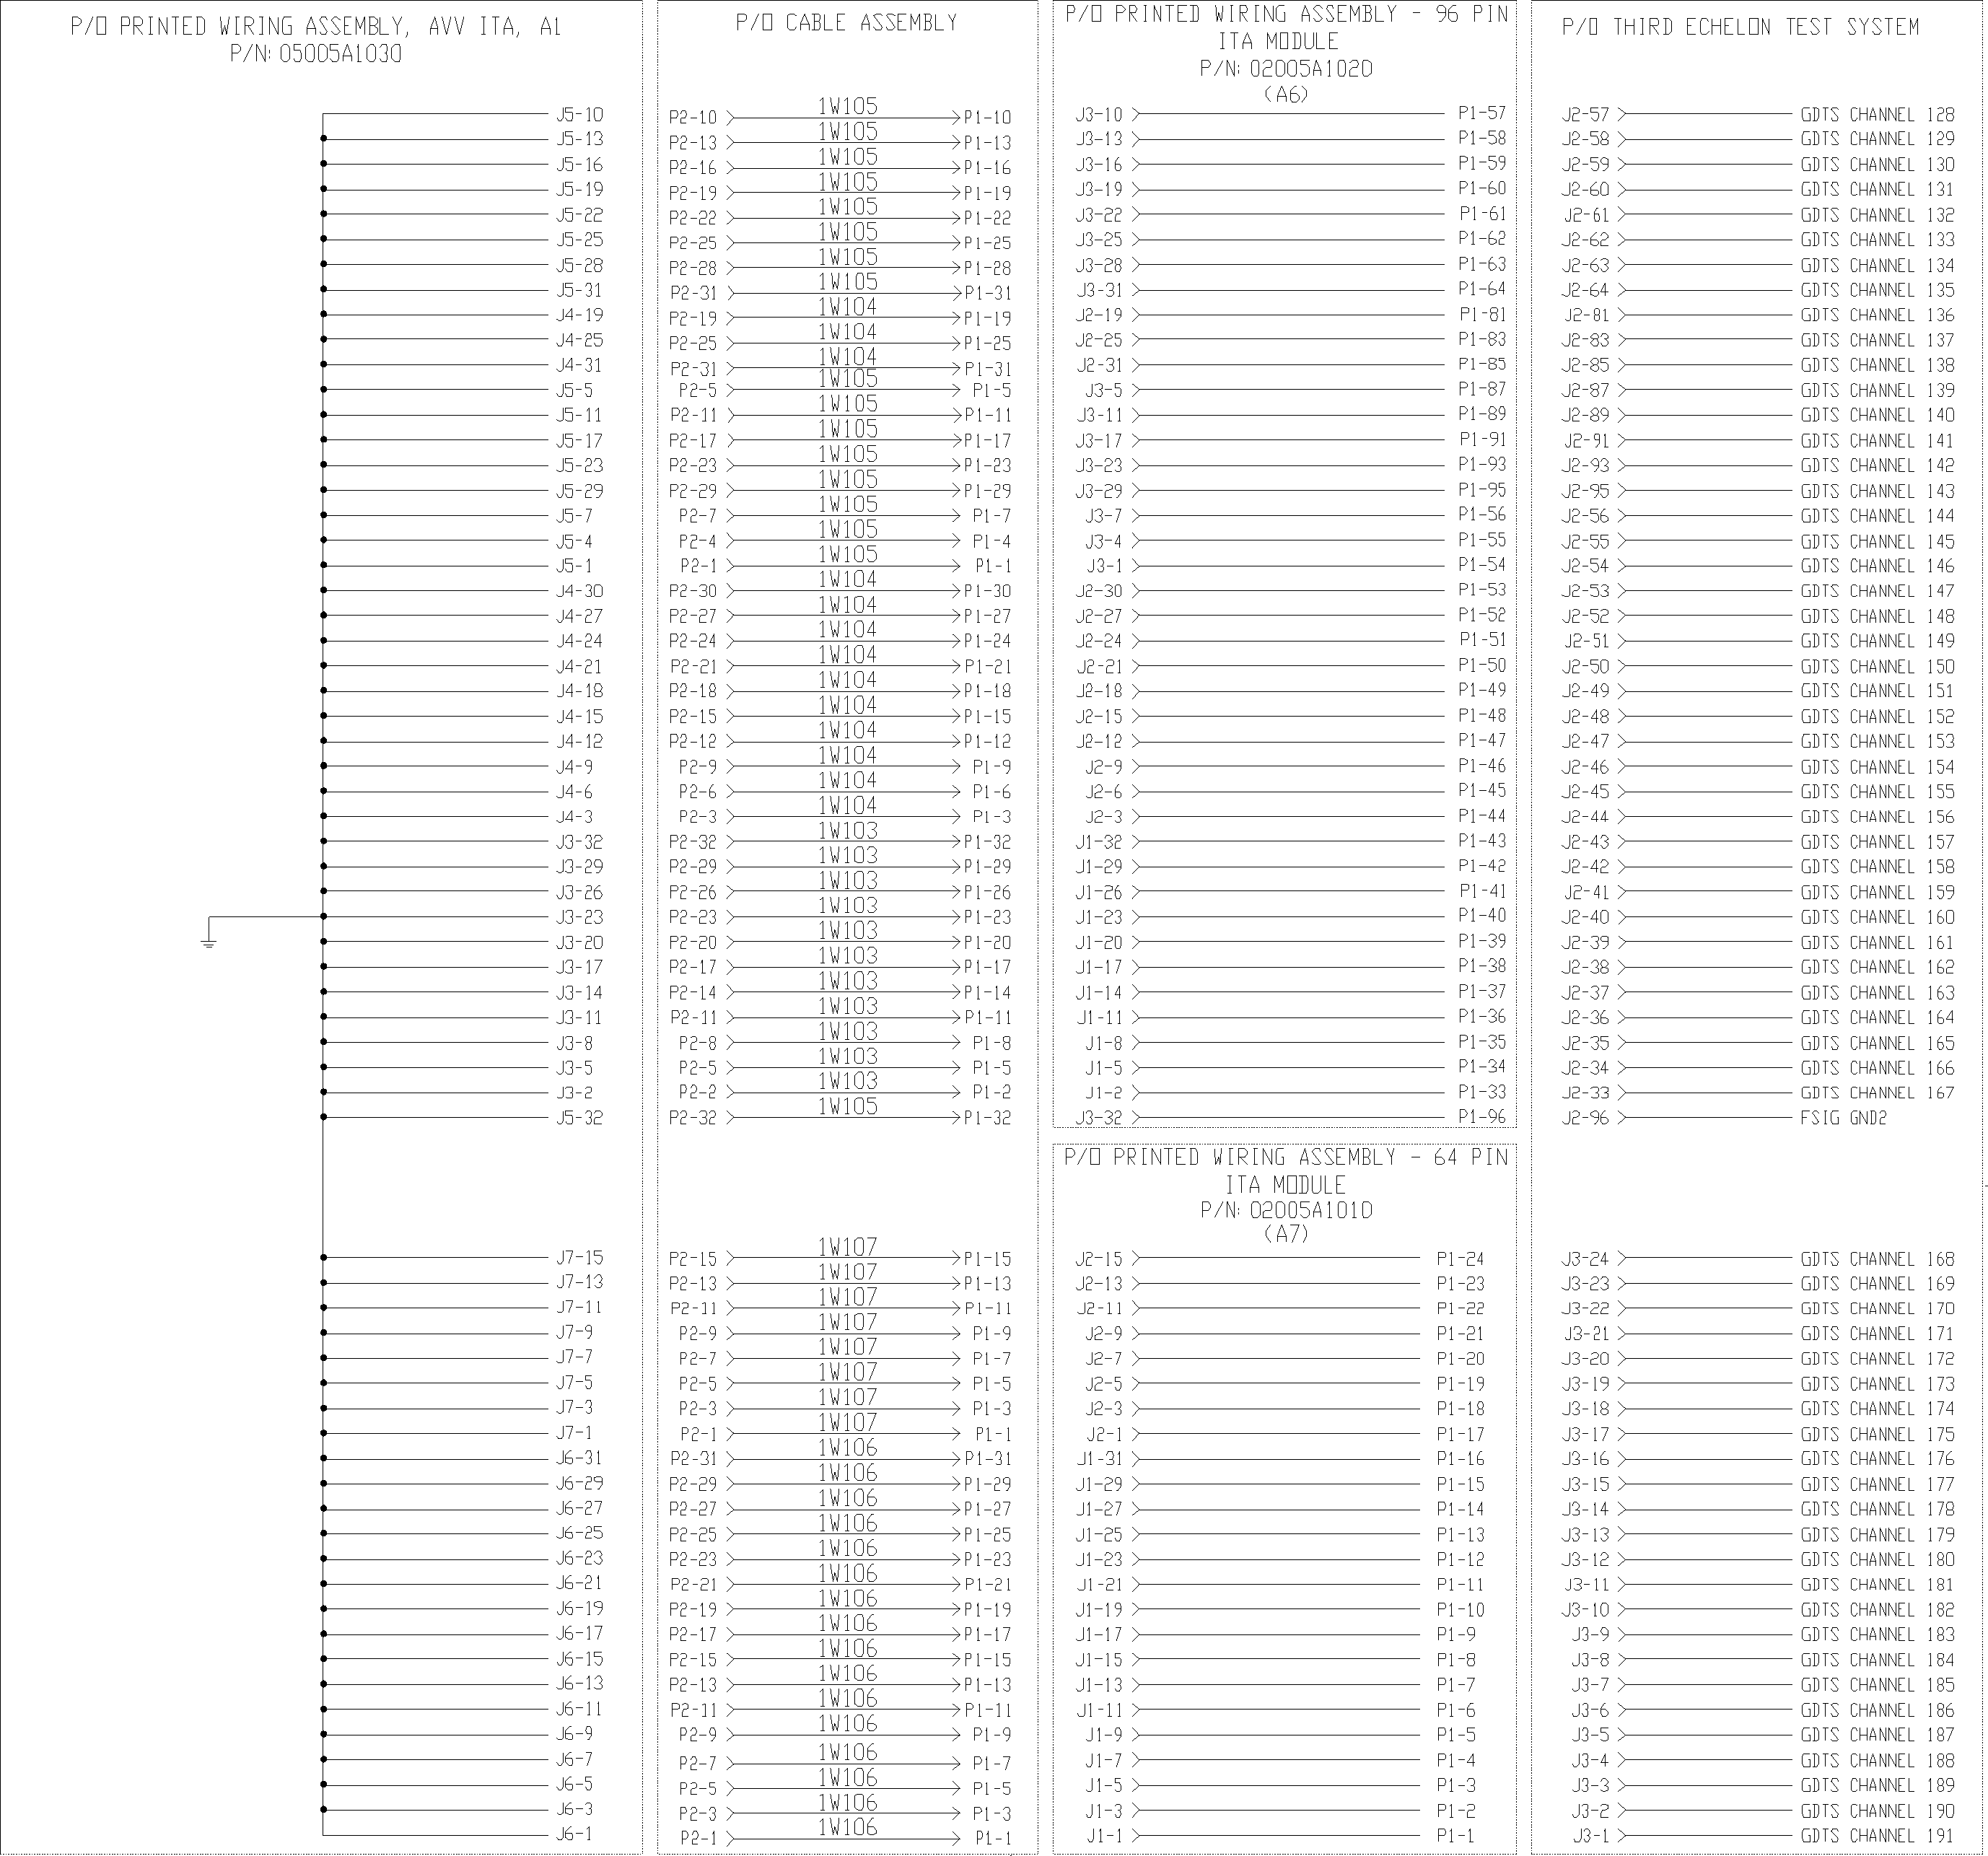 P/O PRINTED WIRING ASSEMBLY, AVV ITA, A1
P/N: 05005A1030
P/O CABLE ASSEMBLY
P/O PRINTED WIRING ASSEMBLY - 96 PIN
ITA MODULE
P/N: 02005A1020
(A6)
P/O THIRD ECHELON TEST SYSTEM
J5-10 P2-10 1W105 P1-10 J3-10 P1-57 J2-57 GDTS CHANNEL 128
J5-13 P2-13 1W105 P1-13 J3-13 P1-58 J2-58 GDTS CHANNEL 129
J5-16 P2-16 1W105 P1-16 J3-16 P1-59 J2-59 GDTS CHANNEL 130
J5-19 P2-19 1W105 P1-19 J3-19 P1-60 J2-60 GDTS CHANNEL 131
J5-22 P2-22 1W105 P1-22 J3-22 P1-61 J2-61 GDTS CHANNEL 132
J5-25 P2-25 1W105 P1-25 J3-25 P1-62 J2-62 GDTS CHANNEL 133
J5-28 P2-28 1W105 P1-28 J3-28 P1-63 J2-63 GDTS CHANNEL 134
J5-31 P2-31 1W105 P1-31 J3-31 P1-64 J2-64 GDTS CHANNEL 135
J4-19 P2-19 1W104 P1-19 J2-19 P1-81 J2-81 GDTS CHANNEL 136
J4-25 P2-25 1W104 P1-25 J2-25 P1-83 J2-83 GDTS CHANNEL 137
J4-31 P2-31 1W104 P1-31 J2-31 P1-85 J2-85 GDTS CHANNEL 138
J5-5 P2-5 1W105 P1-5 J3-5 P1-87 J2-87 GDTS CHANNEL 139
J5-11 P2-11 1W105 P1-11 J3-11 P1-89 J2-89 GDTS CHANNEL 140
J5-17 P2-17 1W105 P1-17 J3-17 P1-91 J2-91 GDTS CHANNEL 141
J5-23 P2-23 1W105 P1-23 J3-23 P1-93 J2-93 GDTS CHANNEL 142
J5-29 P2-29 1W105 P1-29 J3-29 P1-95 J2-95 GDTS CHANNEL 143
J5-7 P2-7 1W105 P1-7 J3-7 P1-56 J2-56 GDTS CHANNEL 144
J5-4 P2-4 1W105 P1-4 J3-4 P1-55 J2-55 GDTS CHANNEL 145
J5-1 P2-1 1W105 P1-1 J3-1 P1-54 J2-54 GDTS CHANNEL 146
J4-30 P2-30 1W104 P1-30 J2-30 P1-53 J2-53 GDTS CHANNEL 147
J4-27 P2-27 1W104 P1-27 J2-27 P1-52 J2-52 GDTS CHANNEL 148
J4-24 P2-24 1W104 P1-24 J2-24 P1-51 J2-51 GDTS CHANNEL 149
J4-21 P2-21 1W104 P1-21 J2-21 P1-50 J2-50 GDTS CHANNEL 150
J4-18 P2-18 1W104 P1-18 J2-18 P1-49 J2-49 GDTS CHANNEL 151
J4-15 P2-15 1W104 P1-15 J2-15 P1-48 J2-48 GDTS CHANNEL 152
J4-12 P2-12 1W104 P1-12 J2-12 P1-47 J2-47 GDTS CHANNEL 153
J4-9 P2-9 1W104 P1-9 J2-9 P1-46 J2-46 GDTS CHANNEL 154
J4-6 P2-6 1W104 P1-6 J2-6 P1-45 J2-45 GDTS CHANNEL 155
J4-3 P2-3 1W104 P1-3 J2-3 P1-44 J2-44 GDTS CHANNEL 156
J3-32 P2-32 1W103 P1-32 J1-32 P1-43 J2-43 GDTS CHANNEL 157
J3-29 P2-29 1W103 P1-29 J1-29 P1-42 J2-42 GDTS CHANNEL 158
J3-26 P2-26 1W103 P1-26 J1-26 P1-41 J2-41 GDTS CHANNEL 159
J3-23 P2-23 1W103 P1-23 J1-23 P1-40 J2-40 GDTS CHANNEL 160
J3-20 P2-20 1W103 P1-20 J1-20 P1-39 J2-39 GDTS CHANNEL 161
J3-17 P2-17 1W103 P1-17 J1-17 P1-38 J2-38 GDTS CHANNEL 162
J3-14 P2-14 1W103 P1-14 J1-14 P1-37 J2-37 GDTS CHANNEL 163
J3-11 P2-11 1W103 P1-11 J1-11 P1-36 J2-36 GDTS CHANNEL 164
J3-8 P2-8 1W103 P1-8 J1-8 P1-35 J2-35 GDTS CHANNEL 165
J3-5 P2-5 1W103 P1-5 J1-5 P1-34 J2-34 GDTS CHANNEL 166
J3-2 P2-2 1W103 P1-2 J1-2 P1-33 J2-33 GDTS CHANNEL 167
J5-32 P2-32 1W105 P1-32 J3-32 P1-96 J2-96 FSIG GND2
P/O PRINTED WIRING ASSEMBLY - 64 PIN
ITA MODULE
P/N: 02005A1010
(A7)
J7-15 P2-15 1W107 P1-15 J2-15 P1-24 J3-24 GDTS CHANNEL 168
J7-13 P2-13 1W107 P1-13 J2-13 P1-23 J3-23 GDTS CHANNEL 169
J7-11 P2-11 1W107 P1-11 J2-11 P1-22 J3-22 GDTS CHANNEL 170
J7-9 P2-9 1W107 P1-9 J2-9 P1-21 J3-21 GDTS CHANNEL 171
J7-7 P2-7 1W107 P1-7 J2-7 P1-20 J3-20 GDTS CHANNEL 172
J7-5 P2-5 1W107 P1-5 J2-5 P1-19 J3-19 GDTS CHANNEL 173
J7-3 P2-3 1W107 P1-3 J2-3 P1-18 J3-18 GDTS CHANNEL 174
J7-1 P2-1 1W107 P1-1 J2-1 P1-17 J3-17 GDTS CHANNEL 175
J6-31 P2-31 1W106 P1-31 J1-31 P1-16 J3-16 GDTS CHANNEL 176
J6-29 P2-29 1W106 P1-29 J1-29 P1-15 J3-15 GDTS CHANNEL 177
J6-27 P2-27 1W106 P1-27 J1-27 P1-14 J3-14 GDTS CHANNEL 178
J6-25 P2-25 1W106 P1-25 J1-25 P1-13 J3-13 GDTS CHANNEL 179
J6-23 P2-23 1W106 P1-23 J1-23 P1-12 J3-12 GDTS CHANNEL 180
J6-21 P2-21 1W106 P1-21 J1-21 P1-11 J3-11 GDTS CHANNEL 181
J6-19 P2-19 1W106 P1-19 J1-19 P1-10 J3-10 GDTS CHANNEL 182
J6-17 P2-17 1W106 P1-17 J1-17 P1-9 J3-9 GDTS CHANNEL 183
J6-15 P2-15 1W106 P1-15 J1-15 P1-8 J3-8 GDTS CHANNEL 184
J6-13 P2-13 1W106 P1-13 J1-13 P1-7 J3-7 GDTS CHANNEL 185
J6-11 P2-11 1W106 P1-11 J1-11 P1-6 J3-6 GDTS CHANNEL 186
J6-9 P2-9 1W106 P1-9 J1-9 P1-5 J3-5 GDTS CHANNEL 187
J6-7 P2-7 1W106 P1-7 J1-7 P1-4 J3-4 GDTS CHANNEL 188
J6-5 P2-5 1W106 P1-5 J1-5 P1-3 J3-3 GDTS CHANNEL 189
J6-3 P2-3 1W106 P1-3 J1-3 P1-2 J3-2 GDTS CHANNEL 190
J6-1 P2-1 1W106 P1-1 J1-1 P1-1 J3-1 GDTS CHANNEL 191